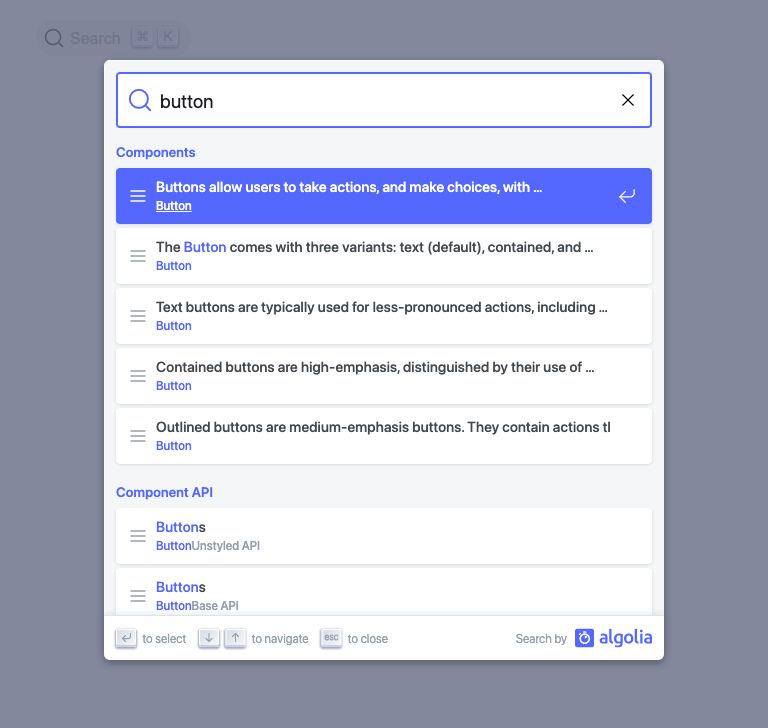 Search ⌘ K
button
Components
Buttons allow users to take actions, and make choices, with ...
Button
The Button comes with three variants: text (default), contained, and ...
Button
Text buttons are typically used for less-pronounced actions, including ...
Button
Contained buttons are high-emphasis, distinguished by their use of ...
Button
Outlined buttons are medium-emphasis buttons. They contain actions
Button
Component API
Buttons
ButtonUnstyled API
Buttons
ButtonBase API
to select to navigate esc to close Search by algolia